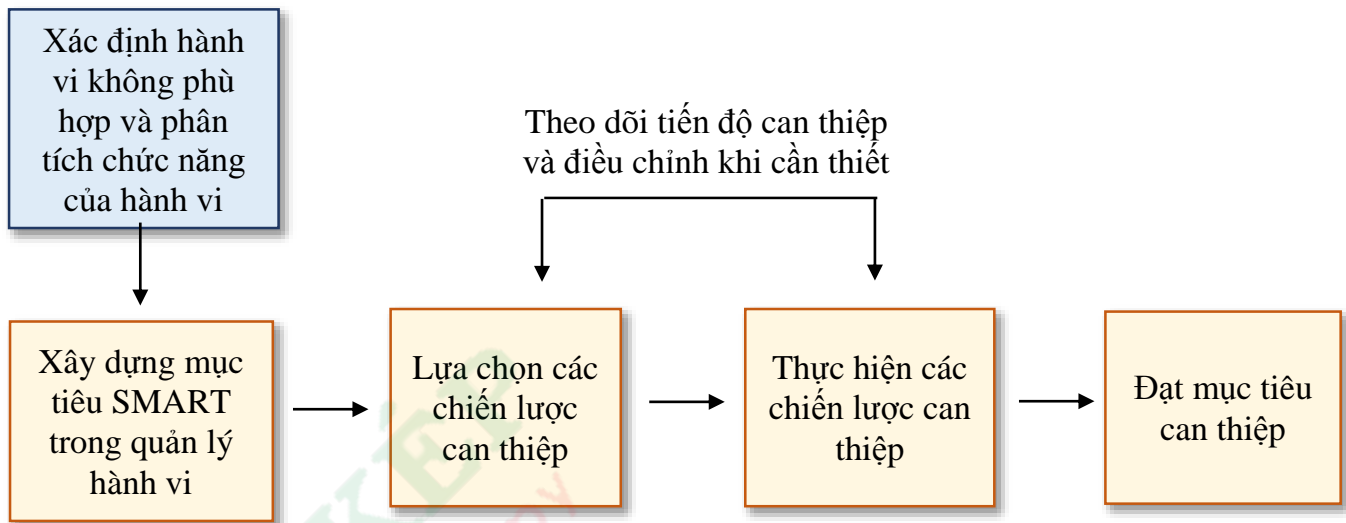 Xác định hành
vi không phù
hợp và phân
tích chức năng
của hành vi
Theo dõi tiến độ can thiệp
và điều chỉnh khi cần thiết
Xây dựng mục
tiêu SMART
trong quản lý
hành vi
Lựa chọn các
chiến lược
can thiệp
Thực hiện các
chiến lược can
thiệp
Đạt mục tiêu
can thiệp